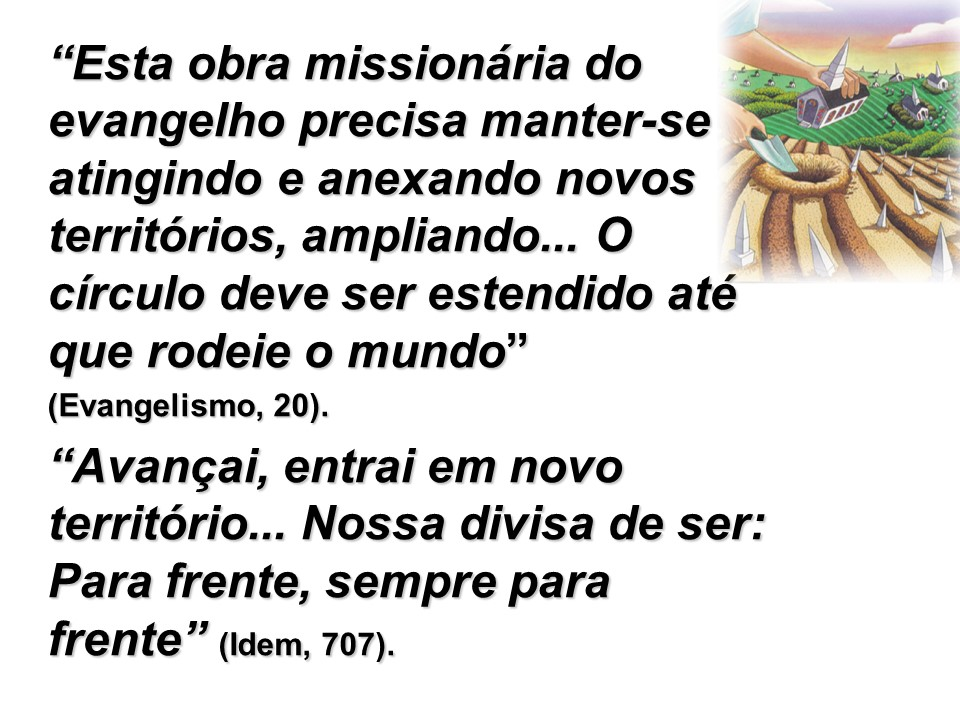 “Esta obra missionária do
evangelho precisa manter-se
atingindo e anexando novos
territórios, ampliando... O
círculo deve ser estendido até
que rodeie o mundo”
(Evangelismo, 20).
“Avançai, entrai em novo
território... Nossa divisa de ser:
Para frente, sempre para
frente” (Idem, 707).